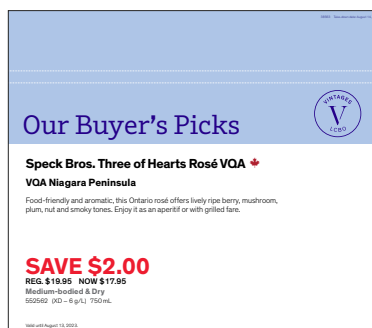 VINTAGES
V
LCBO
Our Buyer's Picks
Speck Bros. Three of Hearts Rosé VQA
VQA Niagara Peninsula
Food-friendly and aromatic, this Ontario rosé offers lively ripe berry, mushroom,
plum, nut and smoky tones. Enjoy it as an aperitif or with grilled fare.
SAVE $2.00
REG. $19.95 NOW $17.95
Medium-bodied & Dry
552562 (XD – 6 g/L) 750 mL
Valid until August 13, 2023.